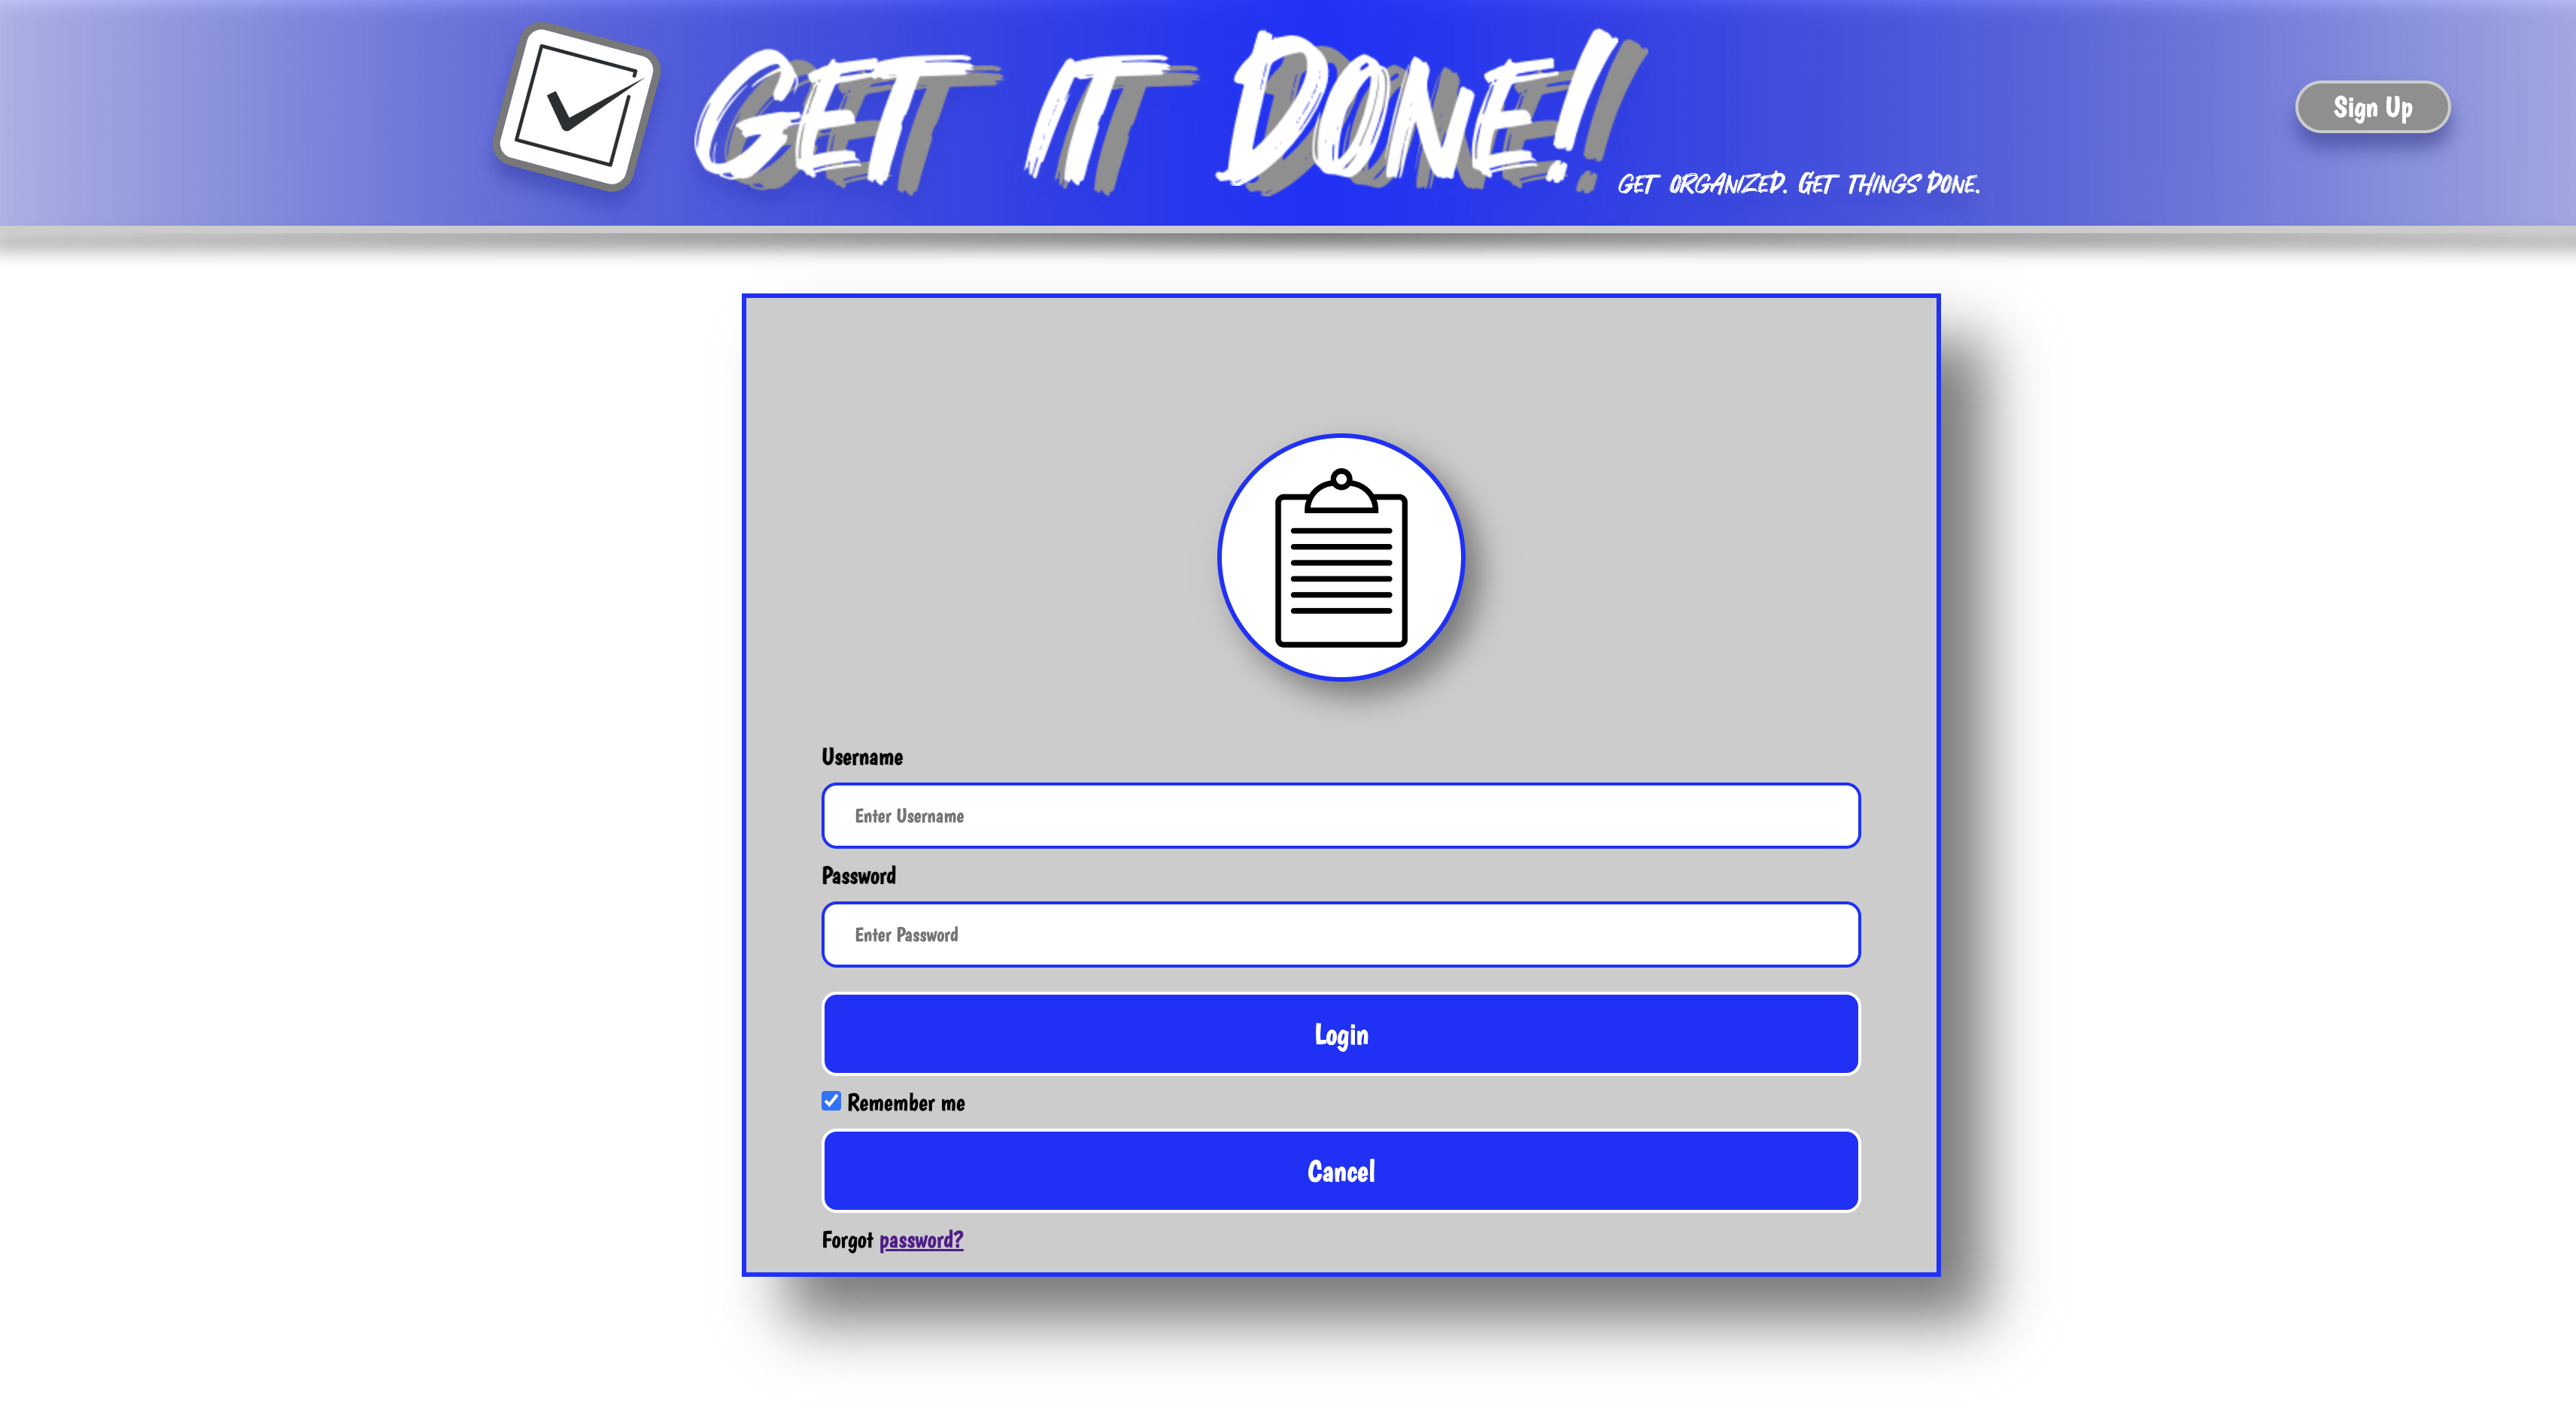 GET IT DONE!
GET ORGANIZED. GET THINGS DONE.
Sign Up
Username
Enter Username
Password
Enter Password
Login
Remember me
Cancel
Forgot password?